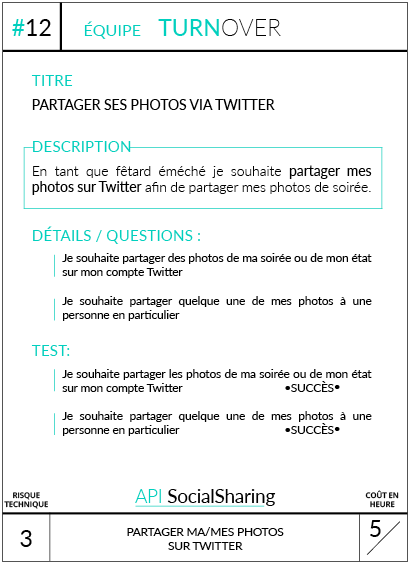 #12 ÉQUIPE TURNOVER
TITRE
PARTAGER SES PHOTOS VIA TWITTER
DESCRIPTION
En tant que fêtard éméché je souhaite partager mes
photos sur Twitter afin de partager mes photos de soirée.
DÉTAILS / QUESTIONS :
Je souhaite partager des photos de ma soirée ou de mon état
sur mon compte Twitter
Je souhaite partager quelque une de mes photos à une
personne en particulier
TEST:
Je souhaite partager les photos de ma soirée ou de mon état
sur mon compte Twitter •SUCCÈS•
Je souhaite partager quelque une de mes photos à une
personne en particulier •SUCCÈS•
RISQUE
TECHNIQUE
API SocialSharing
COÛT EN
HEURE
3
PARTAGER MA/MES PHOTOS
SUR TWITTER
5/